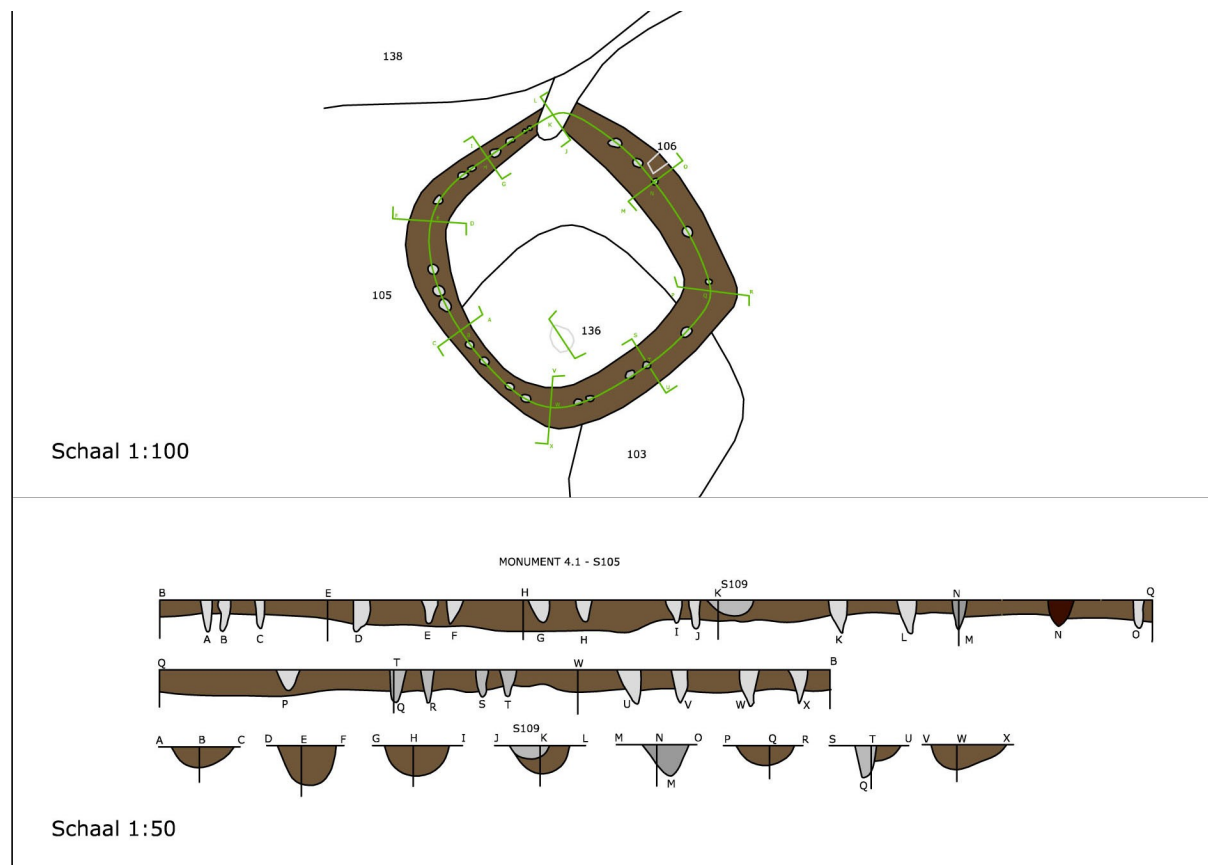 138
L
K
I
106
J
O
G
N
M
X
D
105
R
Q
A
136
S
C
V
U
W
X
Schaal 1:100
103
MONUMENT 4.1 - S105
B E H K S109 N Q
A B C D E F G H I J K L M N O
Q T W B
P Q R S T U V W X
S109
A B C D E F G H I J K L M N O P Q R S T U V W X
M Q
Schaal 1:50